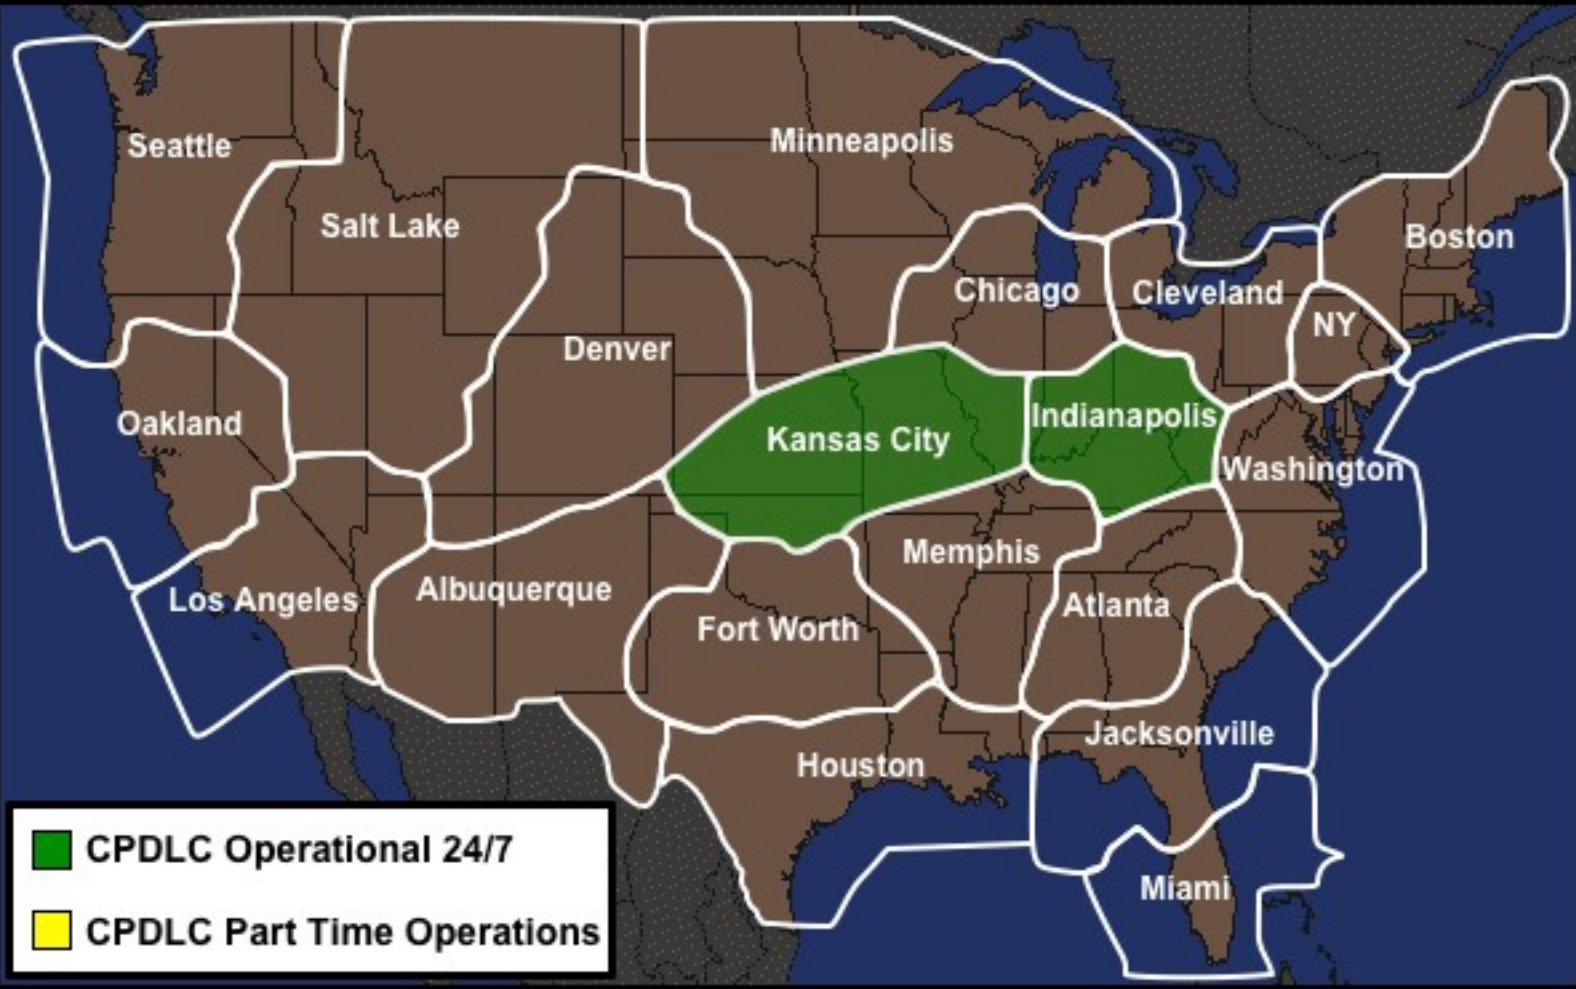 Seattle
Minneapolis
Salt Lake
Boston
Chicago
Cleveland
NY
Denver
Oakland
Kansas City
Indianapolis
Washington
Memphis
Los Angeles
Albuquerque
Atlanta
Fort Worth
Jacksonville
Houston
Miami
CPDLC Operational 24/7
CPDLC Part Time Operations